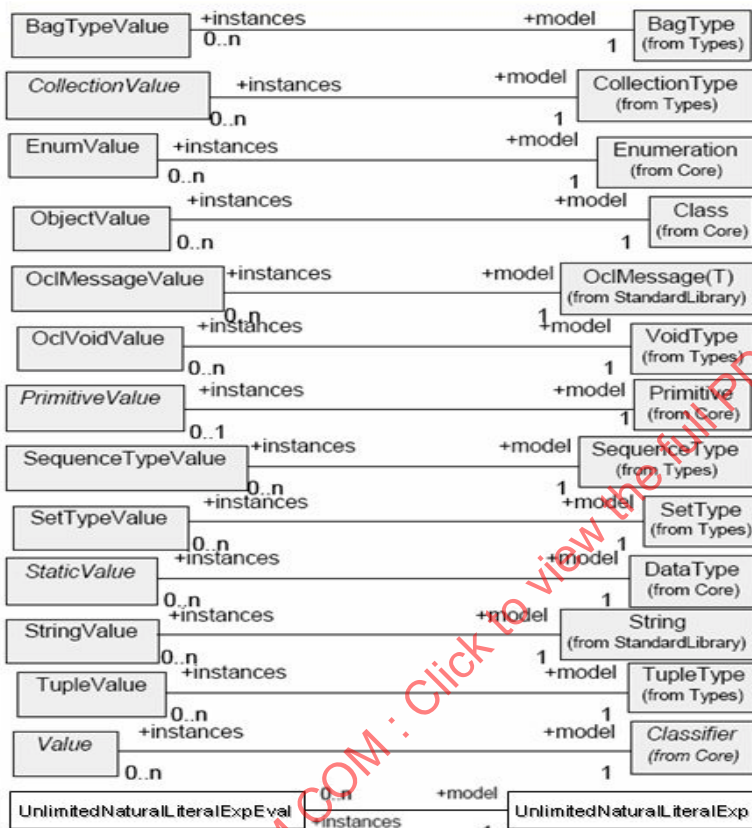 +instances +model
BagTypeValue BagType
0..n 1 (from Types)
+instances +model
CollectionValue CollectionType
0..n 1 (from Types)
+instances +model
EnumValue Enumeration
0..n 1 (from Core)
+instances +model
ObjectValue Class
0..n 1 (from Core)
+instances +model
OclMessageValue OclMessage(T)
0..n 1 (from StandardLibrary)
+instances +model
OclVoidValue VoidType
0..n 1 (from Types)
+instances +model
PrimitiveValue Primitive
0..1 1 (from Core)
+instances +model
SequenceTypeValue SequenceType
0..n 1 (from Types)
+instances +model
SetTypeValue SetType
0..n 1 (from Types)
+instances +model
StaticValue DataType
0..n 1 (from Core)
+instances +model
StringValue String
0..n 1 (from StandardLibrary)
+instances +model
TupleValue TupleType
0..n 1 (from Types)
+instances +model
Value Classifier
0..n 1 (from Core)
0..n +model
UnlimitedNaturalLiteralExpEval UnlimitedNaturalLiteralExp
+instances
COM : Click to view the full